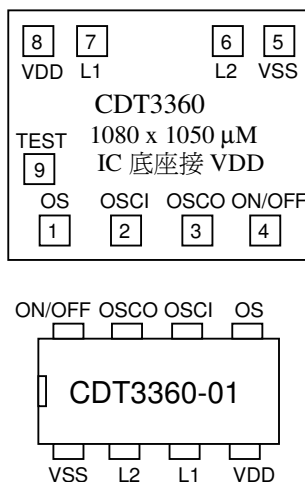 8 7 6 5
VDD L1 L2 VSS
CDT3360
TEST 1080 x 1050 μM
9 IC 底座接 VDD
OS OSCI OSCO ON/OFF
1 2 3 4
ON/OFF OSCO OSCI OS
CDT3360-01
VSS L2 L1 VDD